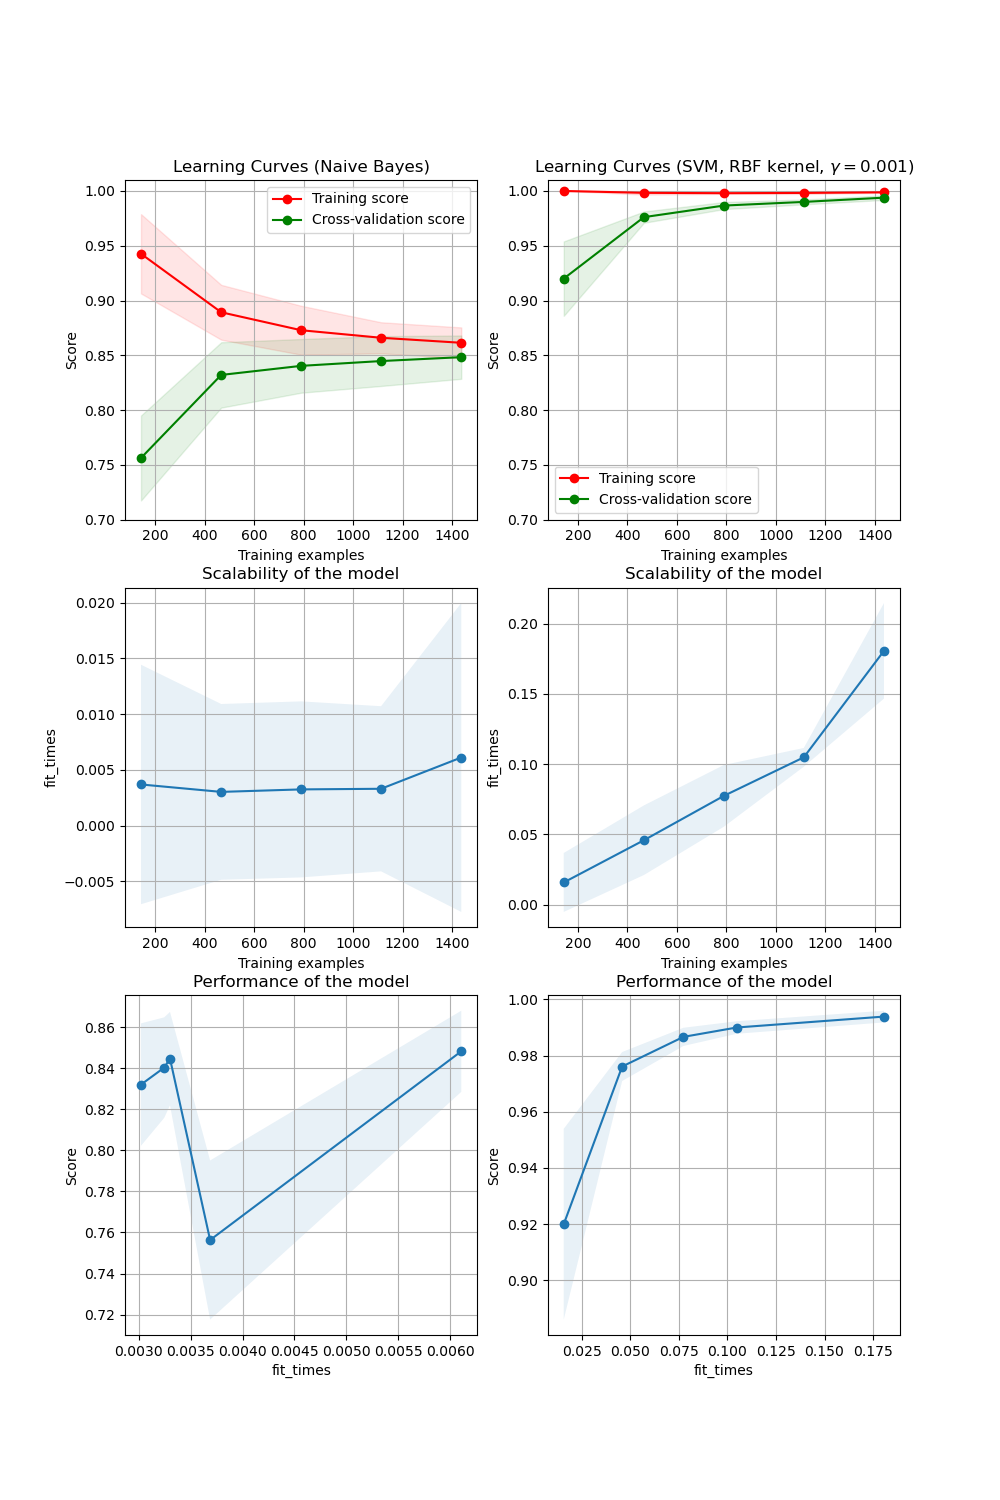 Learning Curves (Naive Bayes)
1.00
0.95
0.90
0.85
0.80
0.75
0.70
Score
Training score
Cross-validation score
200 400 600 800 1000 1200 1400
Training examples
Learning Curves (SVM, RBF kernel, γ = 0.001)
1.00
0.95
0.90
0.85
0.80
0.75
0.70
Score
Training score
Cross-validation score
200 400 600 800 1000 1200 1400
Training examples
Scalability of the model
0.020
0.015
0.010
0.005
0.000
−0.005
fit_times
200 400 600 800 1000 1200 1400
Training examples
Scalability of the model
0.20
0.15
0.10
0.05
0.00
fit_times
200 400 600 800 1000 1200 1400
Training examples
Performance of the model
0.86
0.84
0.82
0.80
0.78
0.76
0.74
0.72
Score
0.0030 0.0035 0.0040 0.0045 0.0050 0.0055 0.0060
fit_times
Performance of the model
1.00
0.98
0.96
0.94
0.92
0.90
Score
0.025 0.050 0.075 0.100 0.125 0.150 0.175
fit_times